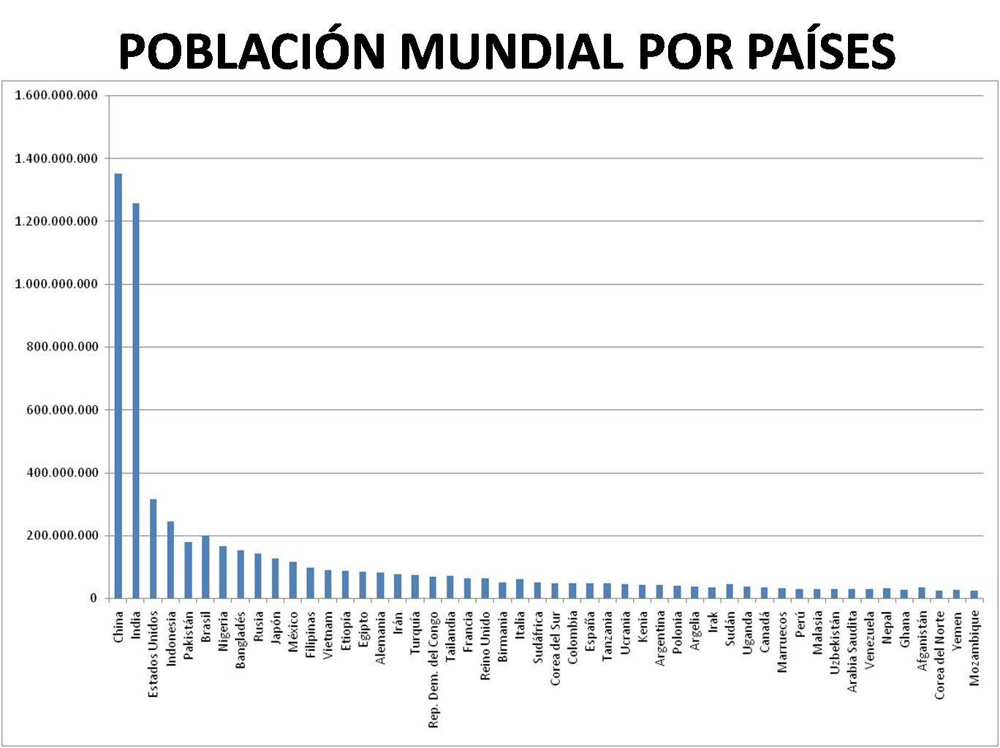 POBLACIÓN MUNDIAL POR PAÍSES
1.600.000.000
1.400.000.000
1.200.000.000
1.000.000.000
800.000.000
600.000.000
400.000.000
200.000.000
0
China
India
Estados Unidos
Indonesia
Pakistán
Brasil
Nigeria
Bangladés
Rusia
Japón
México
Filipinas
Vietnam
Etiopía
Egipto
Alemania
Irán
Turquía
Rep. Dem. del Congo
Tailandia
Francia
Reino Unido
Birmania
Italia
Sudáfrica
Corea del Sur
Colombia
España
Tanzania
Ucrania
Kenia
Argentina
Polonia
Argelia
Irak
Sudán
Uganda
Canadá
Marruecos
Perú
Malasia
Uzbekistán
Arabia Saudita
Venezuela
Nepal
Ghana
Afganistán
Corea del Norte
Yemen
Mozambique